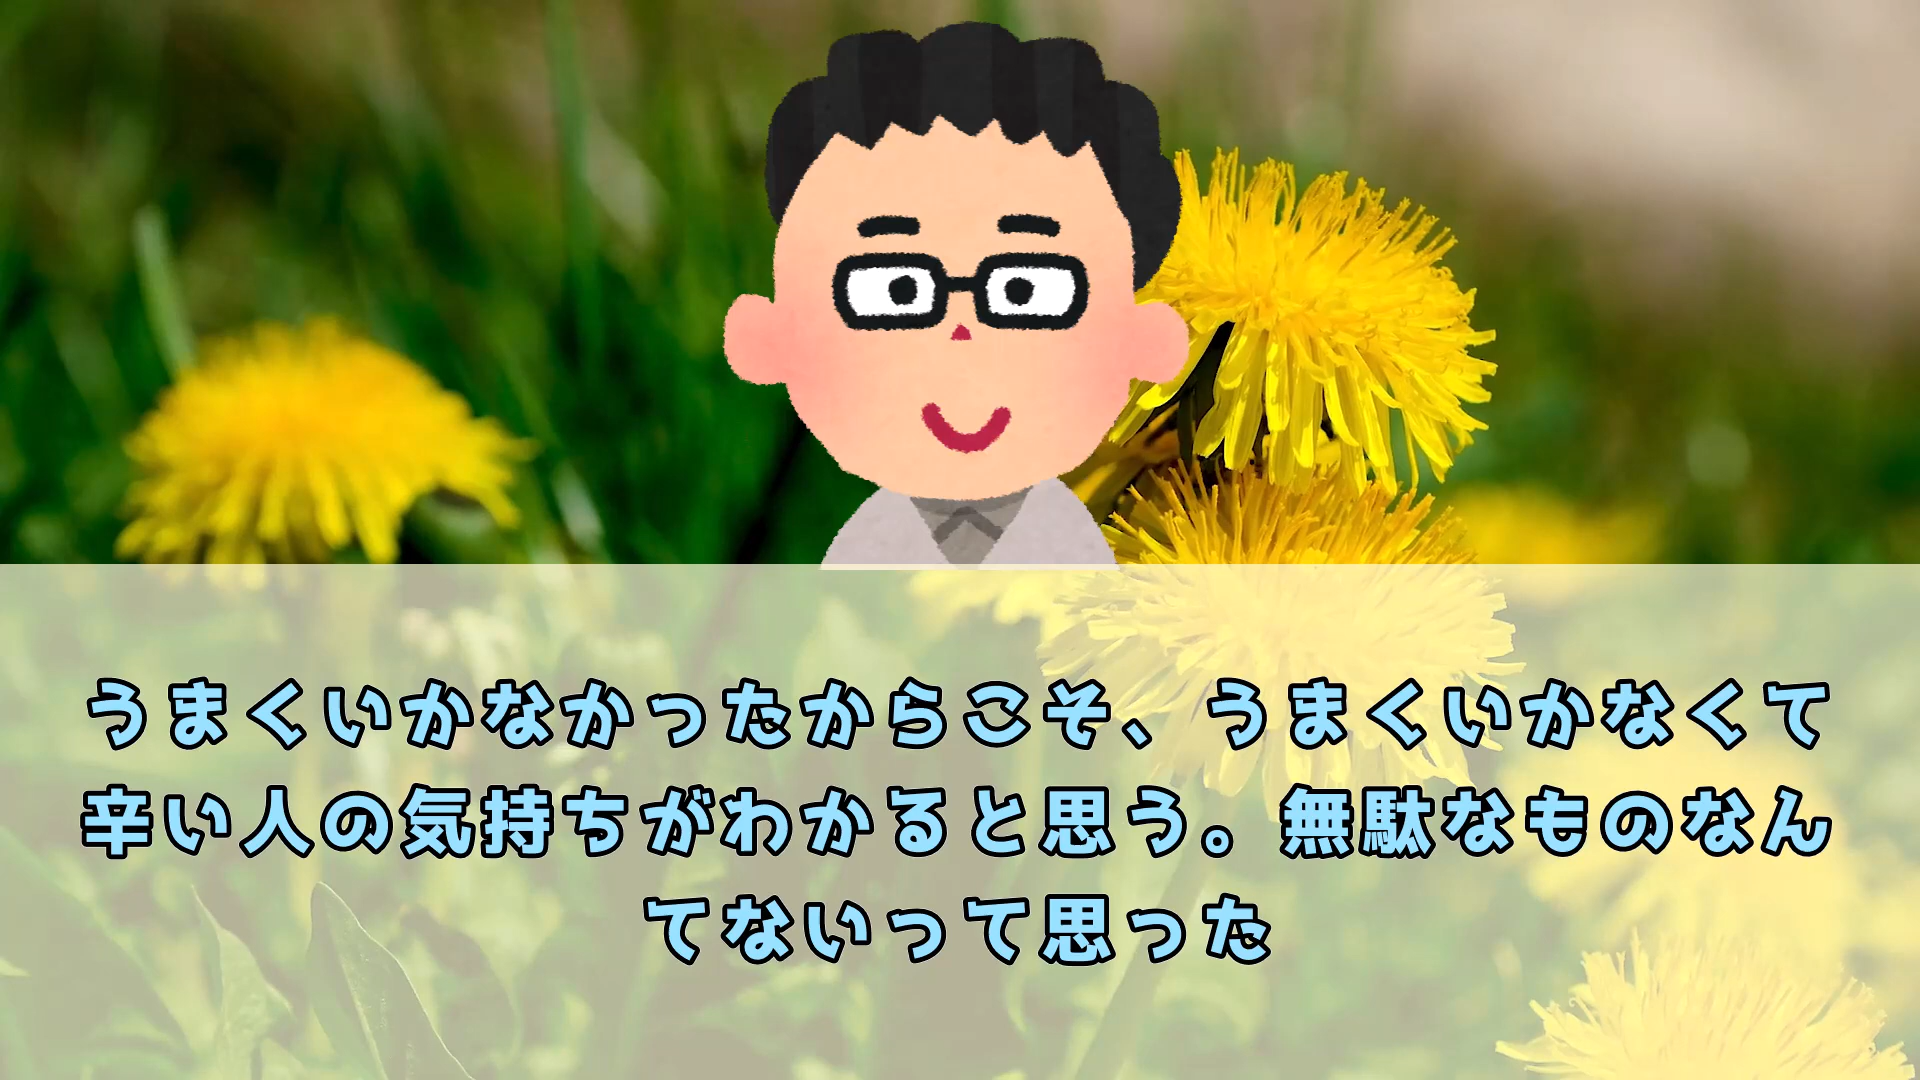 うまくいかなかったからこそ、うまくいかなくて
辛い人の気持ちがわかると思う。無駄なものなん
てないって思った